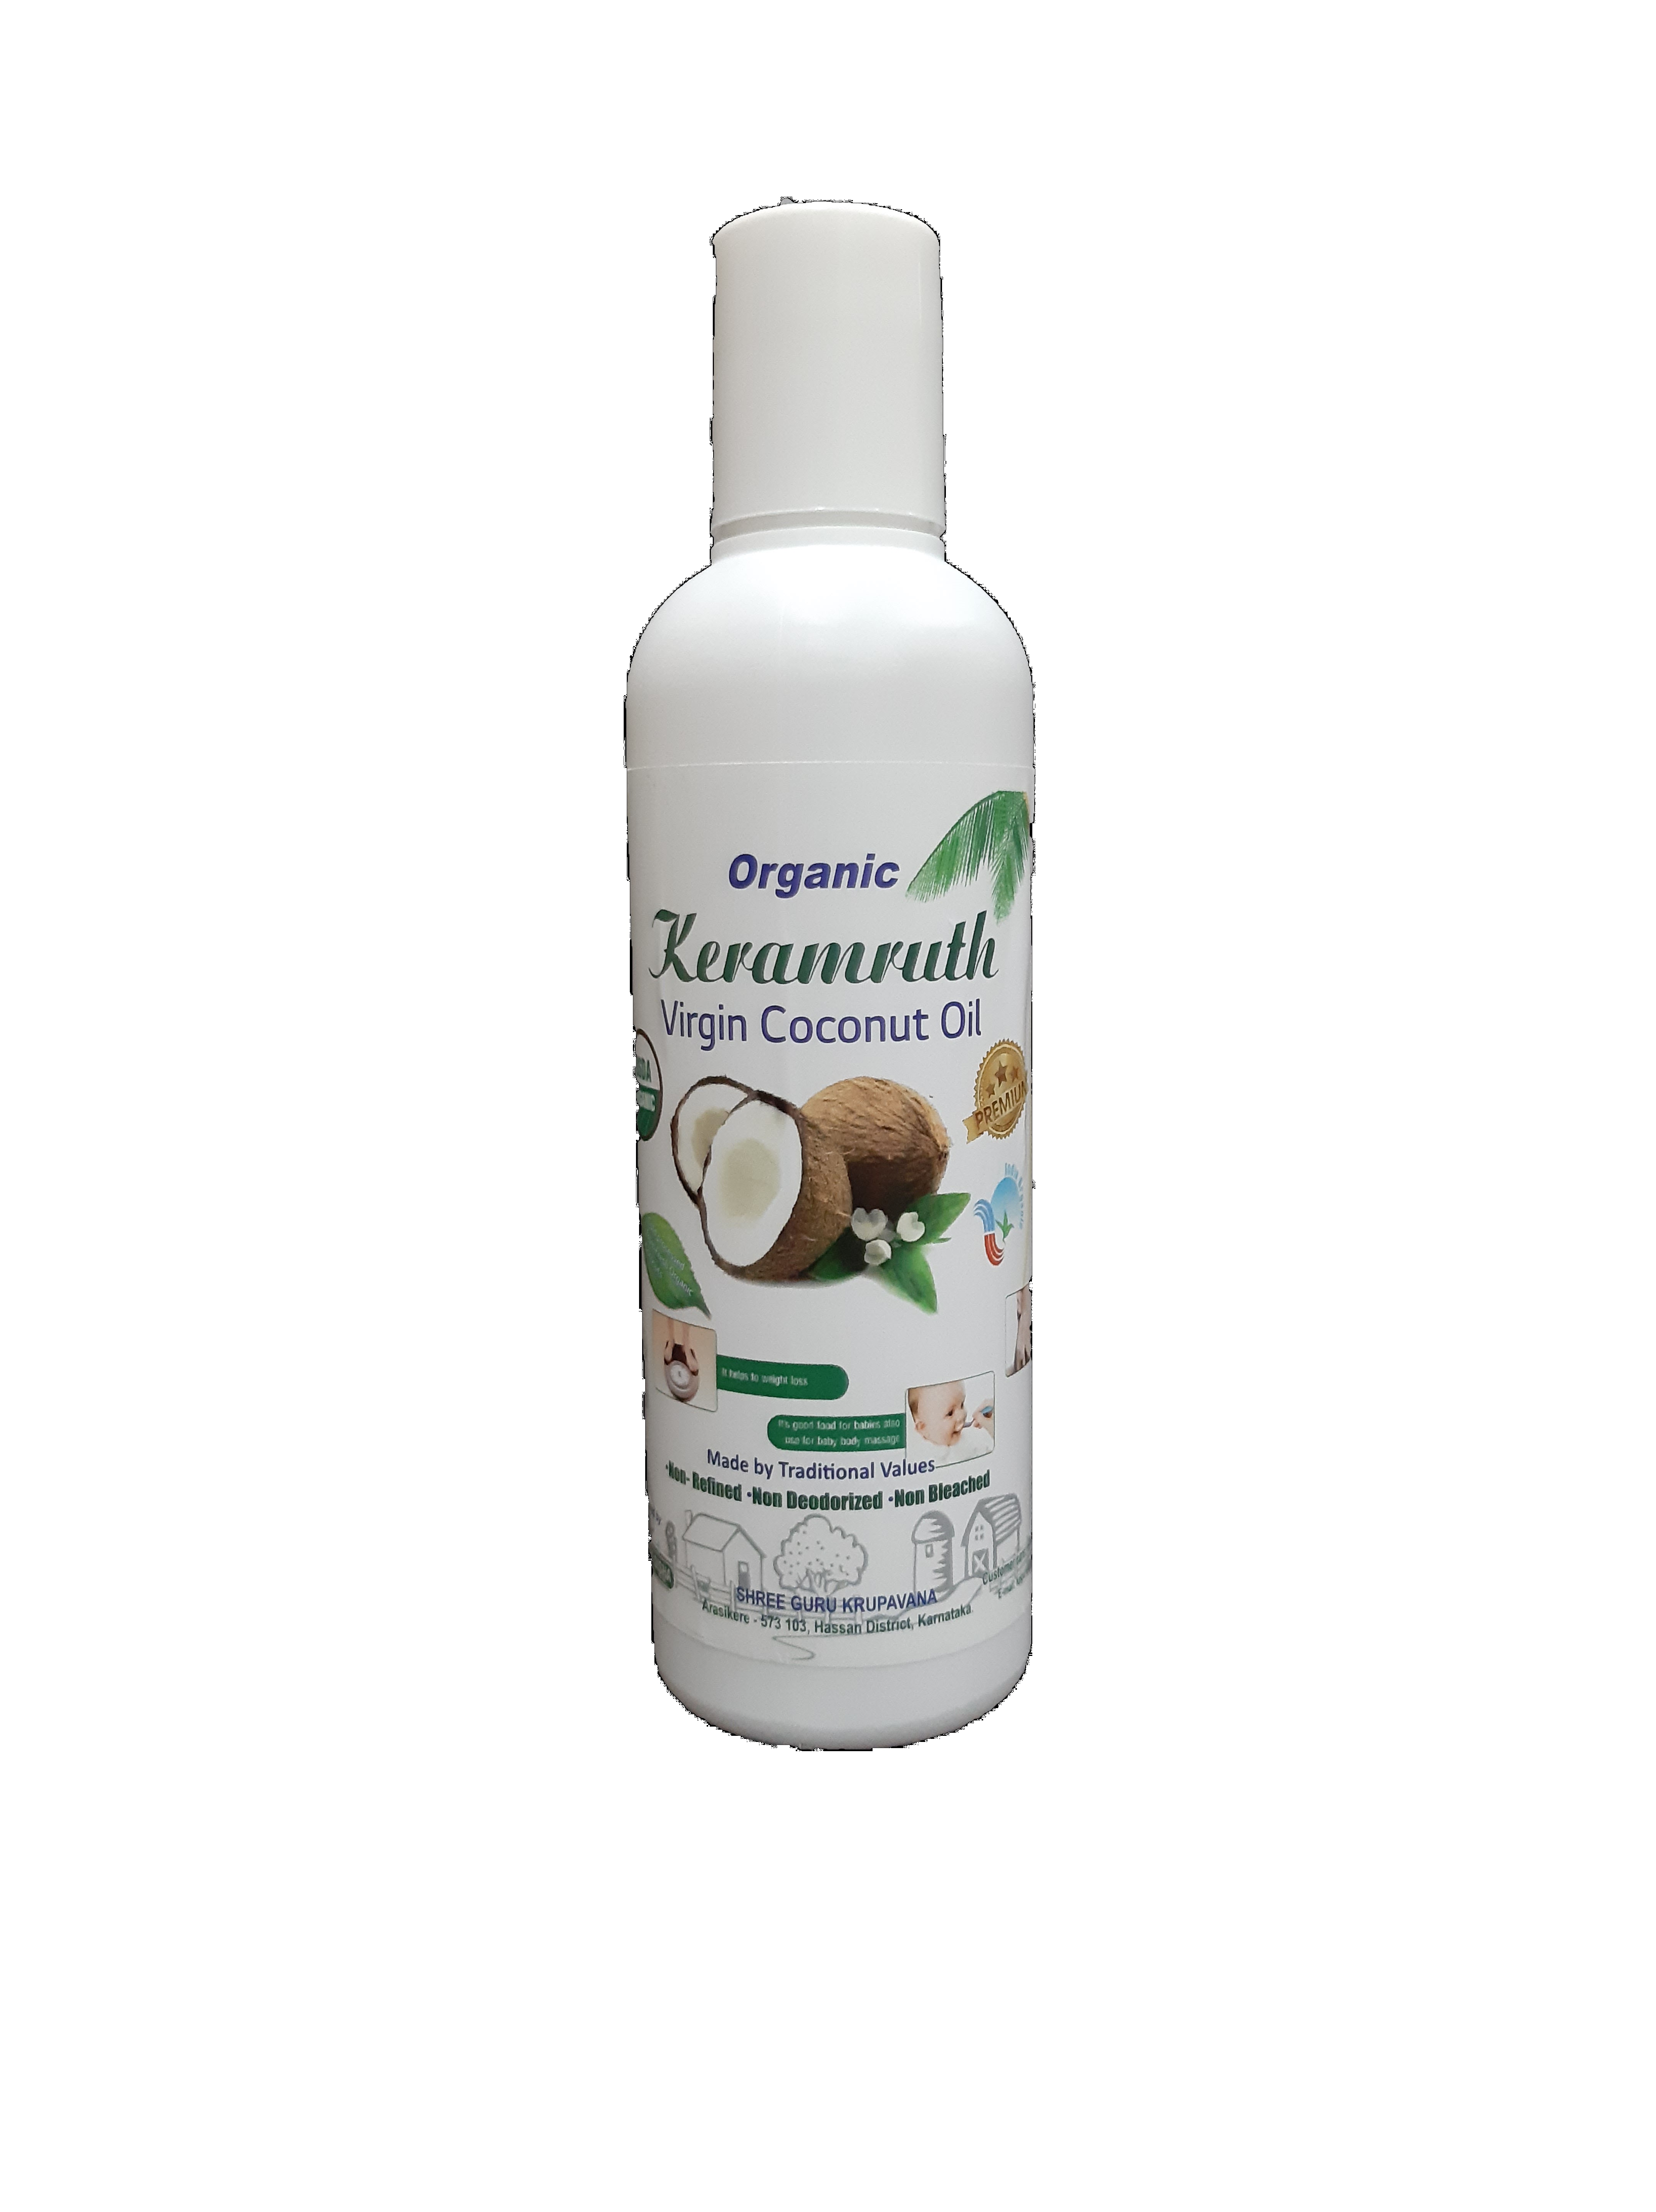 Organic
Keramruth
Virgin Coconut Oil
PREMIUM
It helps to weight loss
It's good food for babies also
use for baby body massage
Made by Traditional Values
•Non-Refined •Non Deodorized •Non Bleached
SHREE GURU KRUPAVANA
Arasikere - 573 103, Hassan District, Karnataka